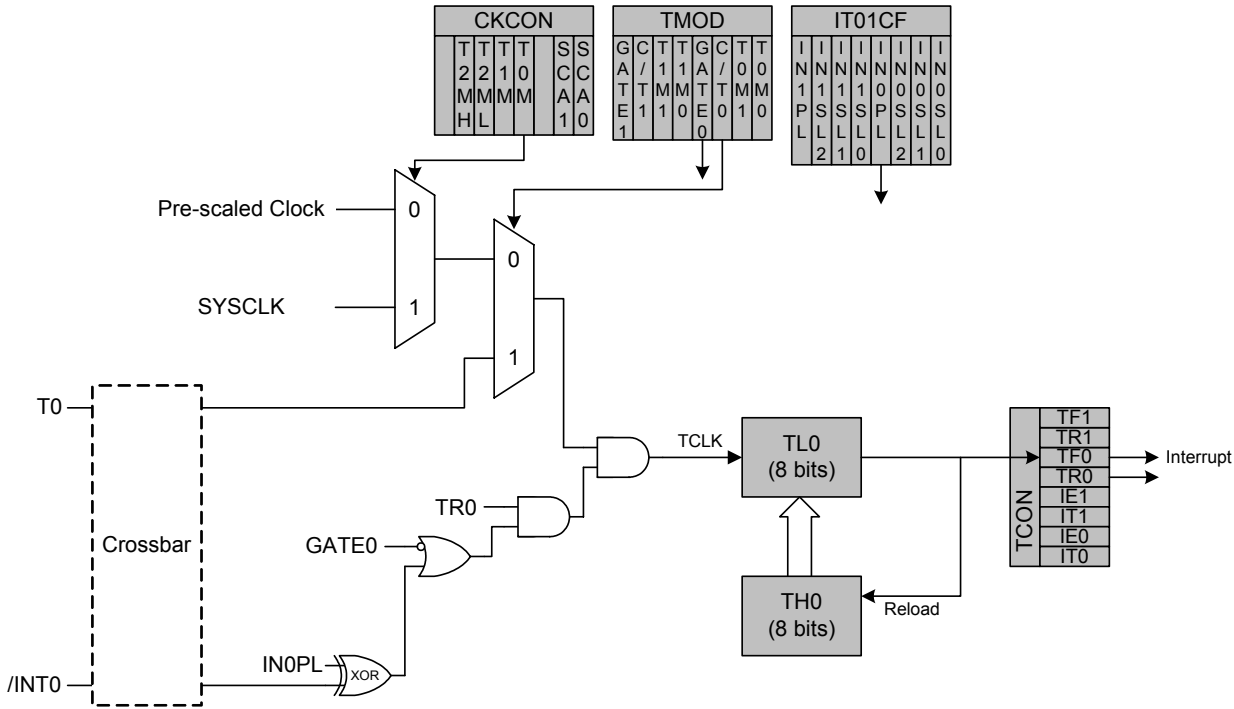 CKCON
TMOD
IT01CF
T2MH
T2ML
T1M
T0M
SCA1
SCA0
GATE1
C/T1
T1M1
T1M0
GATE0
C/T0
T0M1
T0M0
IN1PL
IN1SL2
IN1SL1
IN1SL0
IN0PL
IN0SL2
IN0SL1
IN0SL0
Pre-scaled Clock
0
SYSCLK
1
0
1
T0
Crossbar
/INT0
TR0
GATE0
IN0PL
XOR
TCLK
TL0
(8 bits)
TH0
(8 bits)
Reload
TCON
TF1
TR1
TF0
TR0
IE1
IT1
IE0
IT0
Interrupt